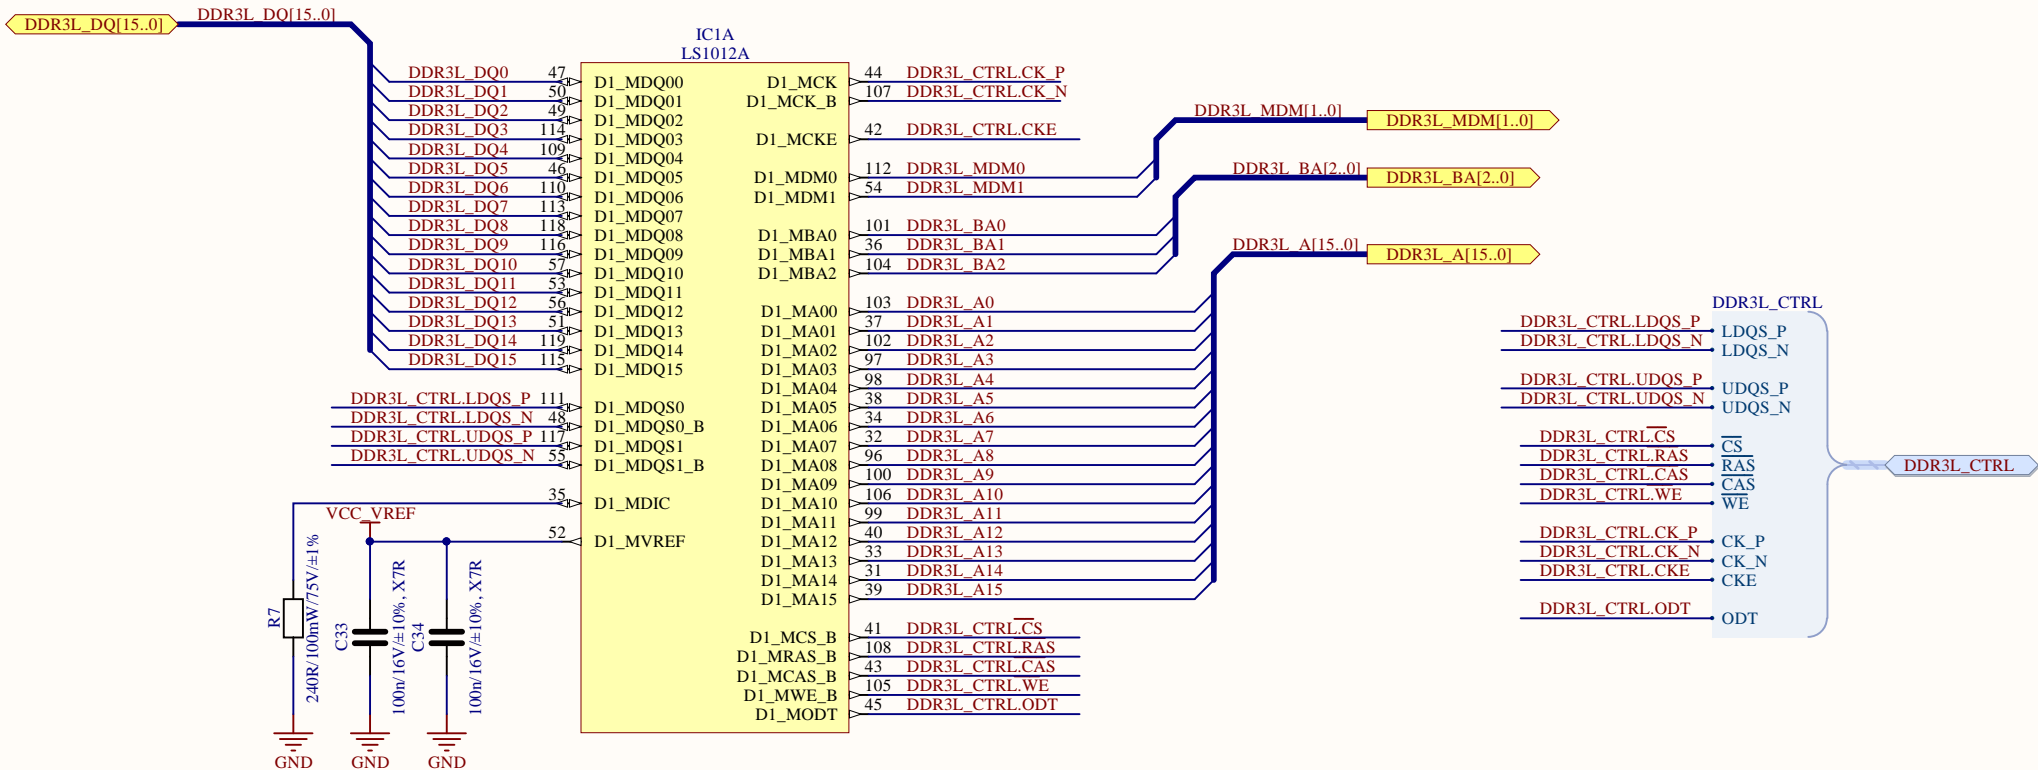 DDR3L_DQ[15..0]
DDR3L_DQ[15..0]
IC1A
LS1012A
DDR3L_DQ0 47 D1_MDQ00
DDR3L_DQ1 50 D1_MDQ01
DDR3L_DQ2 49 D1_MDQ02
DDR3L_DQ3 114 D1_MDQ03
DDR3L_DQ4 109 D1_MDQ04
DDR3L_DQ5 46 D1_MDQ05
DDR3L_DQ6 110 D1_MDQ06
DDR3L_DQ7 113 D1_MDQ07
DDR3L_DQ8 118 D1_MDQ08
DDR3L_DQ9 116 D1_MDQ09
DDR3L_DQ10 57 D1_MDQ10
DDR3L_DQ11 53 D1_MDQ11
DDR3L_DQ12 56 D1_MDQ12
DDR3L_DQ13 51 D1_MDQ13
DDR3L_DQ14 119 D1_MDQ14
DDR3L_DQ15 115 D1_MDQ15
DDR3L_CTRL.LDQS_P 111 D1_MDQS0
DDR3L_CTRL.LDQS_N 48 D1_MDQS0_B
DDR3L_CTRL.UDQS_P 117 D1_MDQS1
DDR3L_CTRL.UDQS_N 55 D1_MDQS1_B
35 D1_MDIC
VCC_VREF
52 D1_MVREF
R7
240R/100mW/75V/±1%
C33
100n/16V/±10%, X7R
C34
100n/16V/±10%, X7R
GND
GND
GND
D1_MCK 44 DDR3L_CTRL.CK_P
D1_MCK_B 107 DDR3L_CTRL.CK_N
D1_MCKE 42 DDR3L_CTRL.CKE
D1_MDM0 112 DDR3L_MDM0
D1_MDM1 54 DDR3L_MDM1
D1_MBA0 101 DDR3L_BA0
D1_MBA1 36 DDR3L_BA1
D1_MBA2 104 DDR3L_BA2
D1_MA00 103 DDR3L_A0
D1_MA01 37 DDR3L_A1
D1_MA02 102 DDR3L_A2
D1_MA03 97 DDR3L_A3
D1_MA04 98 DDR3L_A4
D1_MA05 38 DDR3L_A5
D1_MA06 34 DDR3L_A6
D1_MA07 32 DDR3L_A7
D1_MA08 96 DDR3L_A8
D1_MA09 100 DDR3L_A9
D1_MA10 106 DDR3L_A10
D1_MA11 99 DDR3L_A11
D1_MA12 40 DDR3L_A12
D1_MA13 33 DDR3L_A13
D1_MA14 31 DDR3L_A14
D1_MA15 39 DDR3L_A15
D1_MCS_B 41 DDR3L_CTRL.CS
D1_MRAS_B 108 DDR3L_CTRL.RAS
D1_MCAS_B 43 DDR3L_CTRL.CAS
D1_MWE_B 105 DDR3L_CTRL.WE
D1_MODT 45 DDR3L_CTRL.ODT
DDR3L_MDM[1..0] DDR3L_MDM[1..0]
DDR3L_BA[2..0] DDR3L_BA[2..0]
DDR3L_A[15..0] DDR3L_A[15..0]
DDR3L_CTRL
DDR3L_CTRL.LDQS_P LDQS_P
DDR3L_CTRL.LDQS_N LDQS_N
DDR3L_CTRL.UDQS_P UDQS_P
DDR3L_CTRL.UDQS_N UDQS_N
DDR3L_CTRL.CS CS
DDR3L_CTRL.RAS RAS
DDR3L_CTRL.CAS CAS
DDR3L_CTRL.WE WE
DDR3L_CTRL.CK_P CK_P
DDR3L_CTRL.CK_N CK_N
DDR3L_CTRL.CKE CKE
DDR3L_CTRL.ODT ODT
DDR3L_CTRL